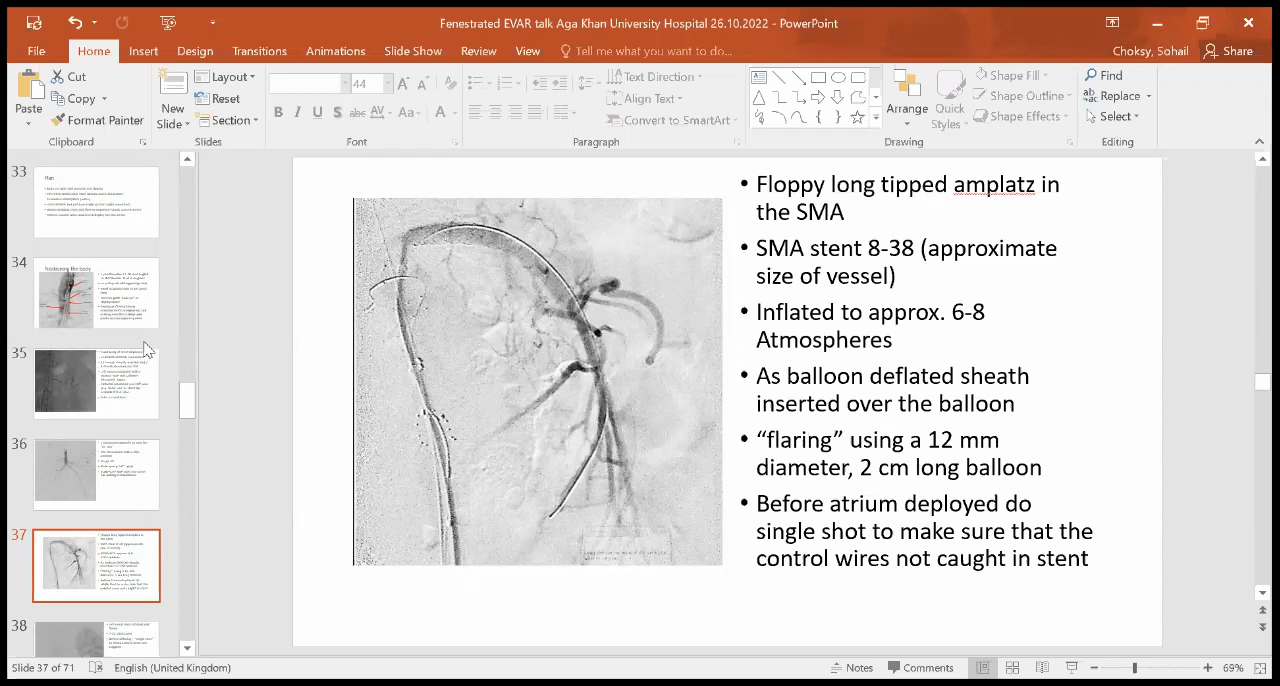 Fenestrated EVAR talk Aga Khan University Hospital 26.10.2022 - PowerPoint
File Home Insert Design Transitions Animations Slide Show Review View Tell me what you want to do... Choksy, Sohail Share
Paste
Cut
Copy
Format Painter
Clipboard
New
Slide
Layout
Reset
Section
Slides
44
B I U S abc AV Aa A
Font
Text Direction
Align Text
Convert to SmartArt
Paragraph
Arrange
Quick
Styles
Shape Fill
Shape Outline
Shape Effects
Drawing
Find
Replace
Select
Editing
33
Plan
34
Positioning the body
35
36
37
38
• Floppy long tipped amplatz in
the SMA
• SMA stent 8-38 (approximate
size of vessel)
• Inflated to approx. 6-8
Atmospheres
• As balloon deflated sheath
inserted over the balloon
• “flaring” using a 12 mm
diameter, 2 cm long balloon
• Before atrium deployed do
single shot to make sure that the
control wires not caught in stent
Slide 37 of 71 English (United Kingdom) Notes Comments 69%